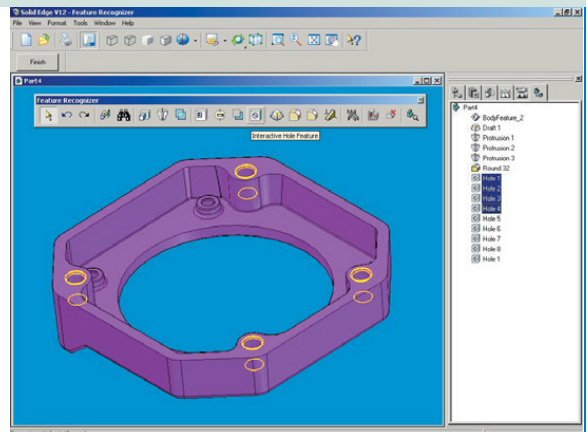 Solid Edge V12 - Feature Recognizer
File View Format Tools Window Help
Finish
Part4
Feature Recognizer
Interactive Hole Feature
Part4
BodyFeature_2
Draft 1
Protrusion 1
Protrusion 2
Protrusion 3
Round 32
Hole 1
Hole 2
Hole 3
Hole 4
Hole 5
Hole 6
Hole 7
Hole 8
Hole 1